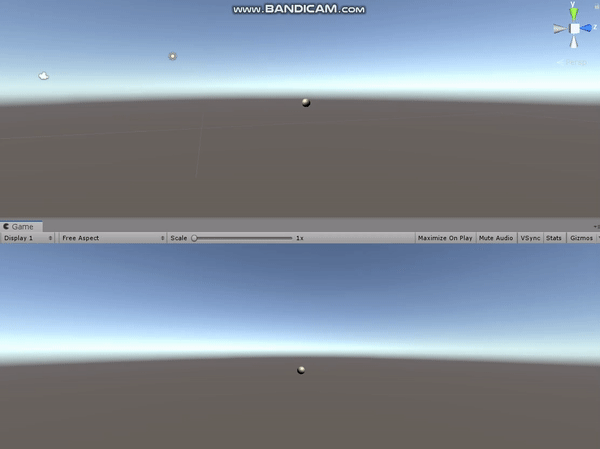 www.BANDICAM.com
y
z
Persp
Game
Display 1 Free Aspect Scale 1x Maximize On Play Mute Audio VSync Stats Gizmos